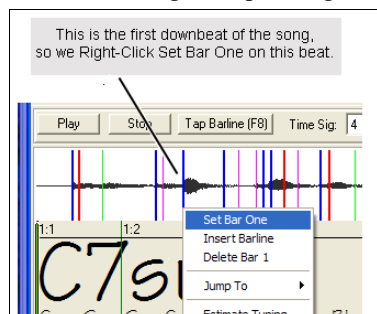 This is the first downbeat of the song,
so we Right-Click Set Bar One on this beat.
Play Stop Tap Barline (F8) Time Sig: 4
Set Bar One
1:1 1:2
Insert Barline
Delete Bar 1
C7su
Jump To
Estimate Tuning